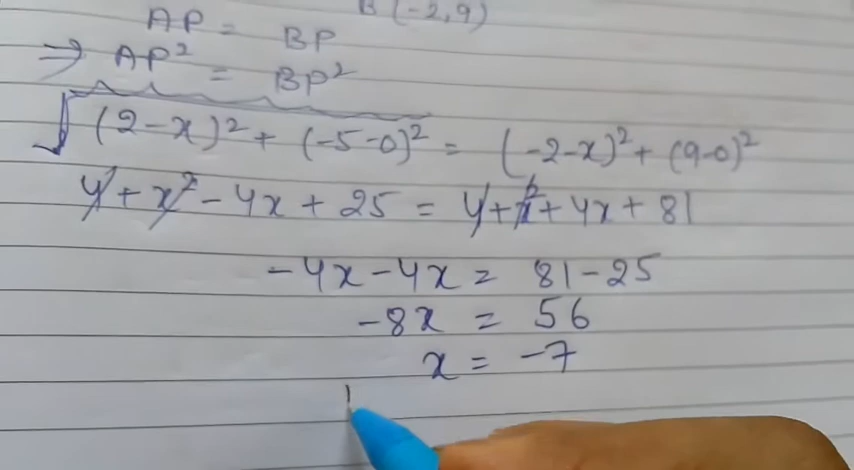 B(-2,9)
AP = BP
⇒ AP² = BP²
√(2-x)² + (-5-0)² = (-2-x)² + (9-0)²
4 + x² - 4x + 25 = 4 + x² + 4x + 81
-4x - 4x = 81 - 25
-8x = 56
x = -7